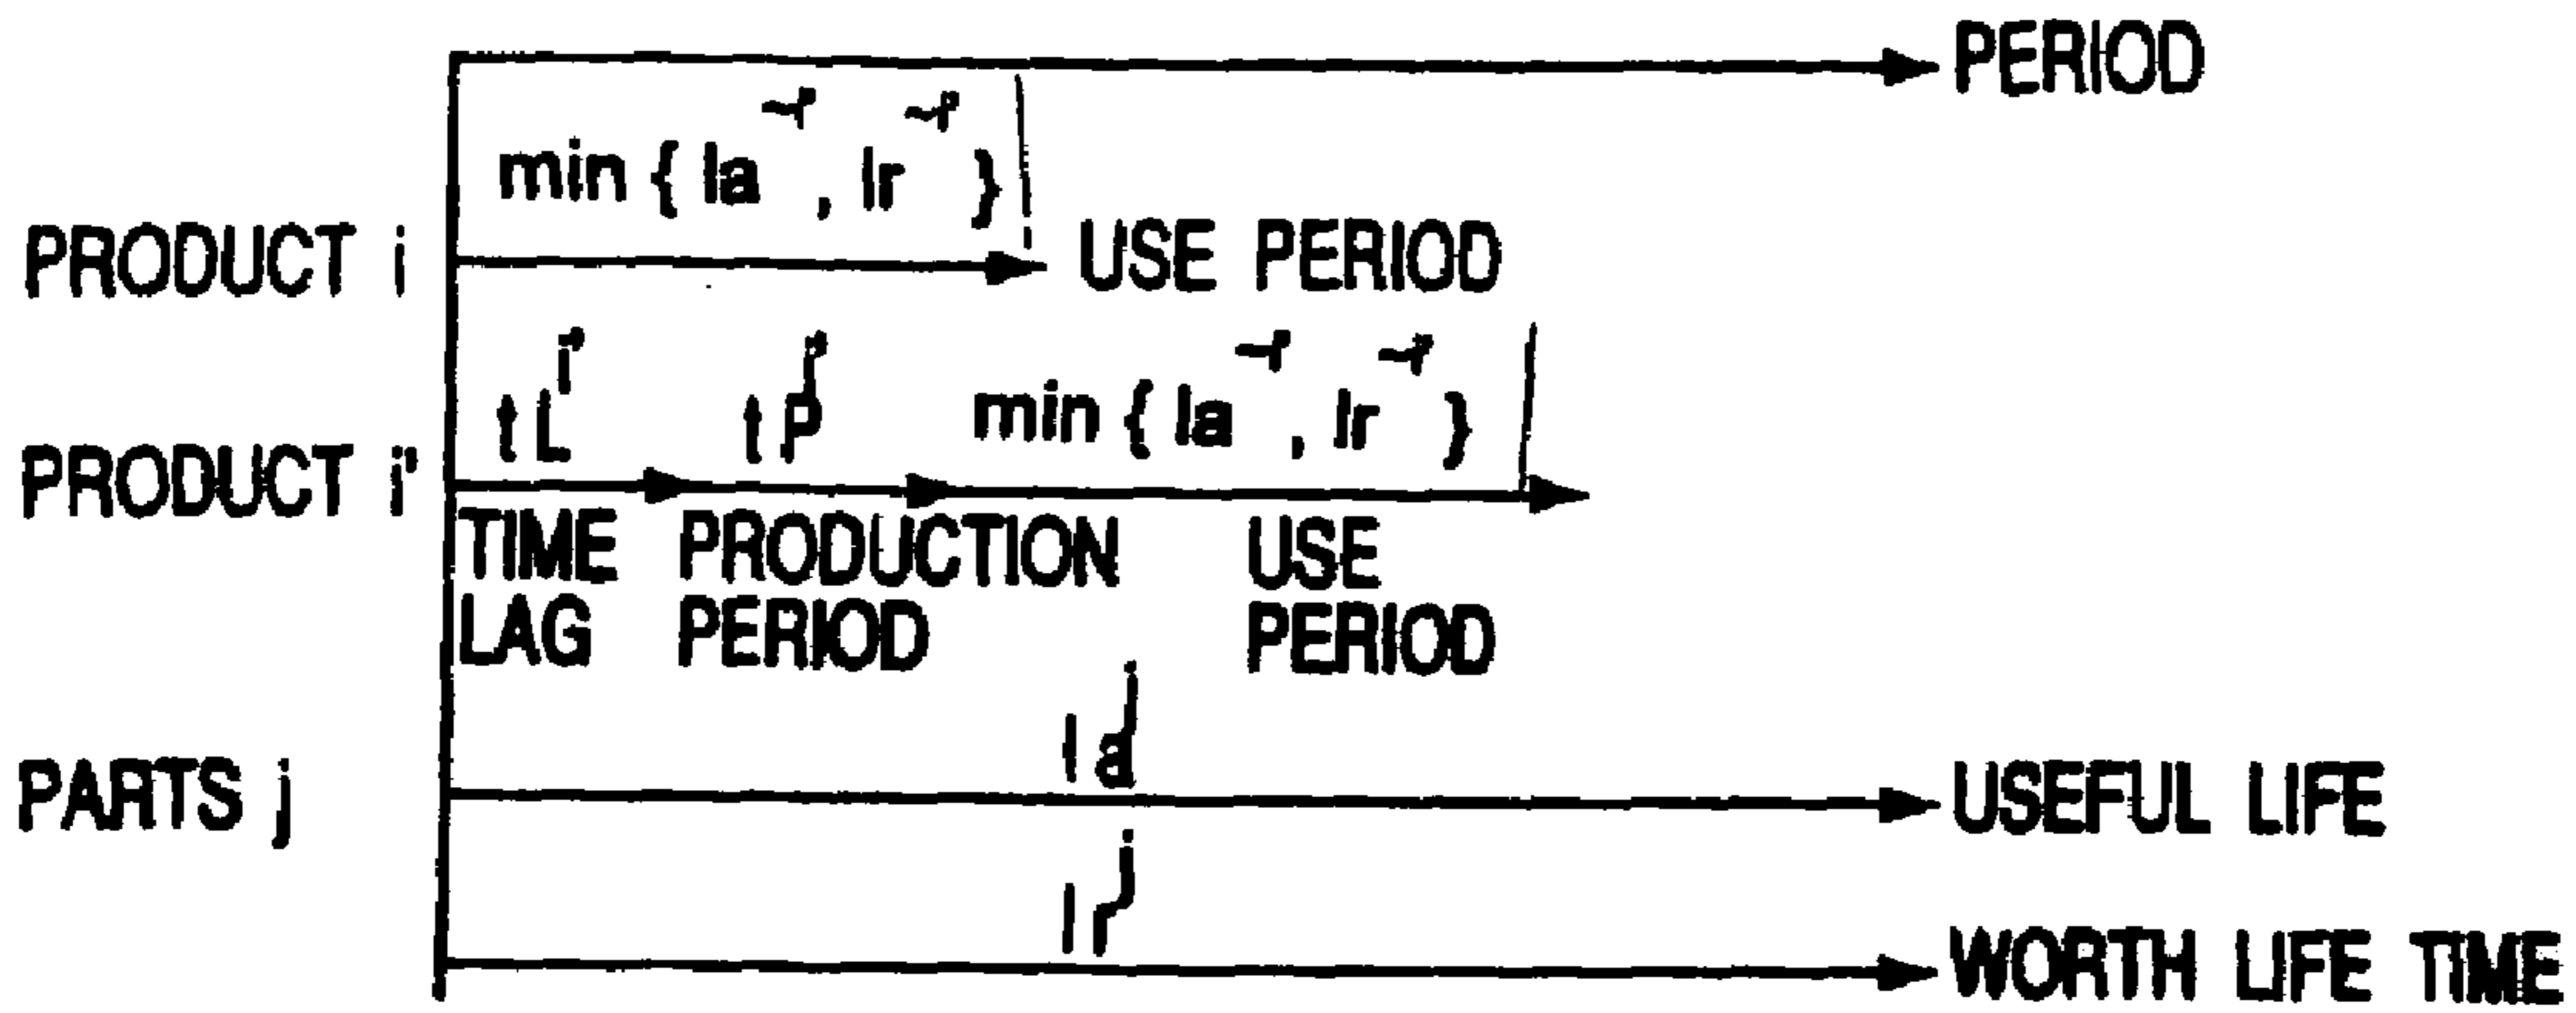 PERIOD
min { la , lr }
PRODUCT i
USE PERIOD
tL i' tP min { la , lr }
PRODUCT i'
TIME LAG
PRODUCTION PERIOD
USE PERIOD
la j
PARTS j
USEFUL LIFE
lr j
WORTH LIFE TIME